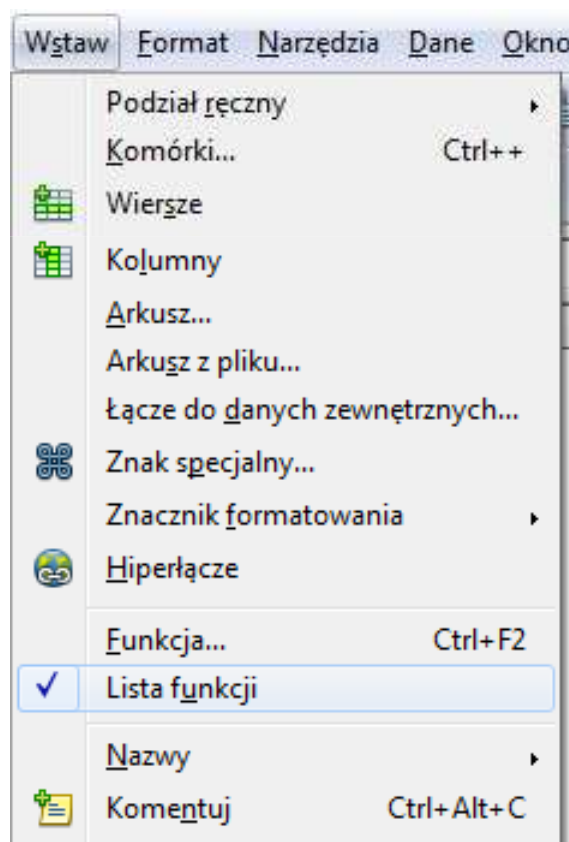 Wstaw Format Narzędzia Dane Okno
Podział ręczny
Komórki... Ctrl++
Wiersze
Kolumny
Arkusz...
Arkusz z pliku...
Łącze do danych zewnętrznych...
Znak specjalny...
Znacznik formatowania
Hiperłącze
Funkcja... Ctrl+F2
Lista funkcji
Nazwy
Komentuj Ctrl+Alt+C